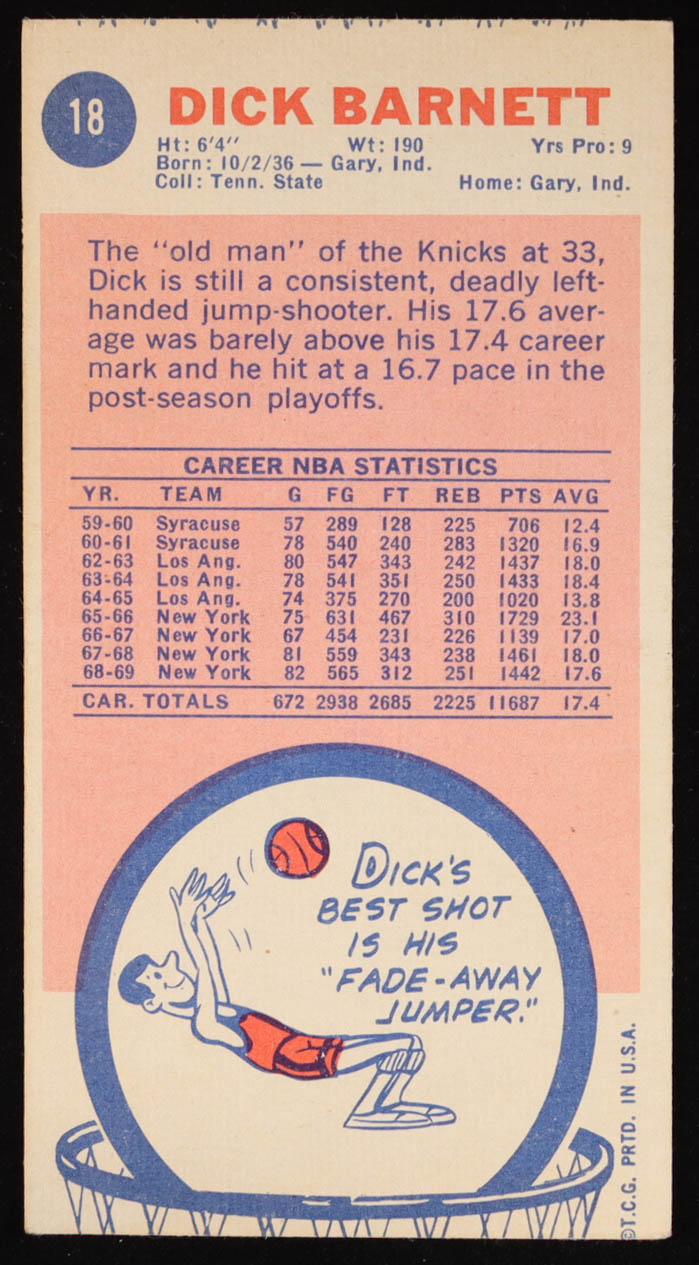 18
DICK BARNETT
Ht: 6'4" Wt: 190 Yrs Pro: 9
Born: 10/2/36 — Gary, Ind.
Coll: Tenn. State Home: Gary, Ind.
The "old man" of the Knicks at 33,
Dick is still a consistent, deadly left-
handed jump-shooter. His 17.6 aver-
age was barely above his 17.4 career
mark and he hit at a 16.7 pace in the
post-season playoffs.
CAREER NBA STATISTICS
YR. TEAM G FG FT REB PTS AVG
59-60 Syracuse 57 289 128 225 706 12.4
60-61 Syracuse 78 540 240 283 1320 16.9
62-63 Los Ang. 80 547 343 242 1437 18.0
63-64 Los Ang. 78 541 351 250 1433 18.4
64-65 Los Ang. 74 375 270 200 1020 13.8
65-66 New York 75 631 467 310 1729 23.1
66-67 New York 67 454 231 226 1139 17.0
67-68 New York 81 559 343 238 1461 18.0
68-69 New York 82 565 312 251 1442 17.6
CAR. TOTALS 672 2938 2685 2225 11687 17.4
DICK'S
BEST SHOT
IS HIS
"FADE-AWAY
JUMPER."
©T.C.G. PRTD. IN U.S.A.